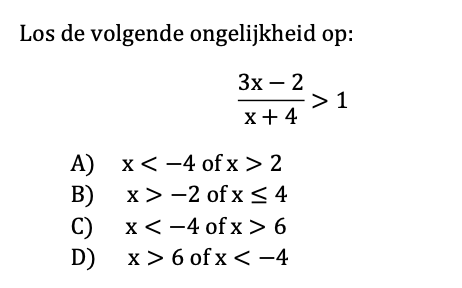 Los de volgende ongelijkheid op:
3x − 2
x + 4
> 1
A) x < −4 of x > 2
B) x > −2 of x ≤ 4
C) x < −4 of x > 6
D) x > 6 of x < −4